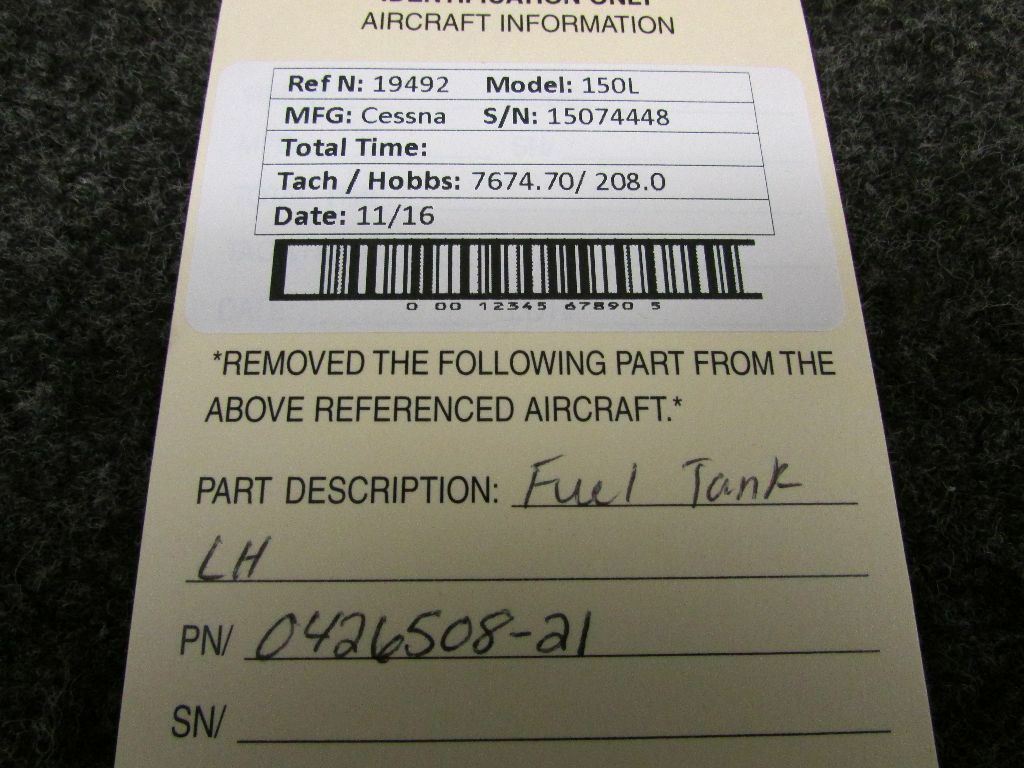 IDENTIFICATION ONLY
AIRCRAFT INFORMATION
Ref N: 19492 Model: 150L
MFG: Cessna S/N: 15074448
Total Time:
Tach / Hobbs: 7674.70/ 208.0
Date: 11/16
0 00 12345 67890 5
*REMOVED THE FOLLOWING PART FROM THE
ABOVE REFERENCED AIRCRAFT.*
PART DESCRIPTION: Fuel Tank
LH
PN/ 0426508-21
SN/